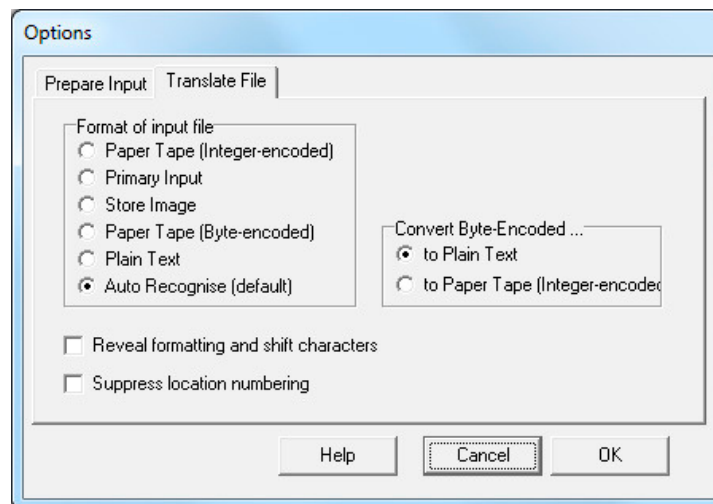 Options
Prepare Input
Translate File
Format of input file
Paper Tape (Integer-encoded)
Primary Input
Store Image
Paper Tape (Byte-encoded)
Plain Text
Auto Recognise (default)
Convert Byte-Encoded ...
to Plain Text
to Paper Tape (Integer-encoded
Reveal formatting and shift characters
Suppress location numbering
Help
Cancel
OK